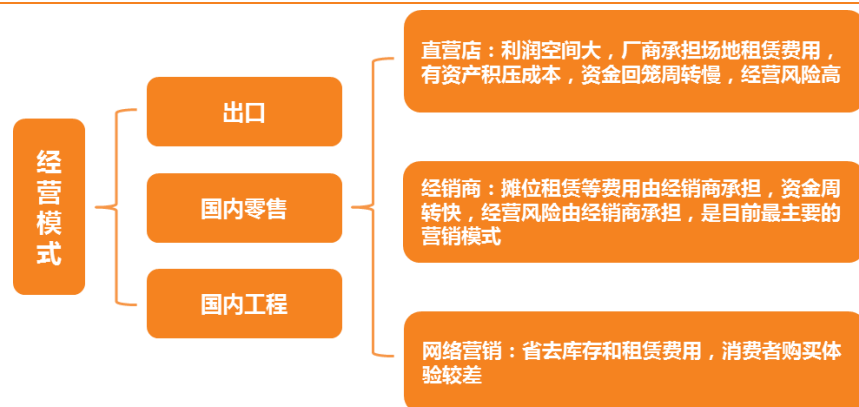 经营模式
出口
国内零售
国内工程
直营店：利润空间大，厂商承担场地租赁费用，
有资产积压成本，资金回笼周转慢，经营风险高
经销商：摊位租赁等费用由经销商承担，资金周
转快，经营风险由经销商承担，是目前最主要的
营销模式
网络营销：省去库存和租赁费用，消费者购买体
验较差